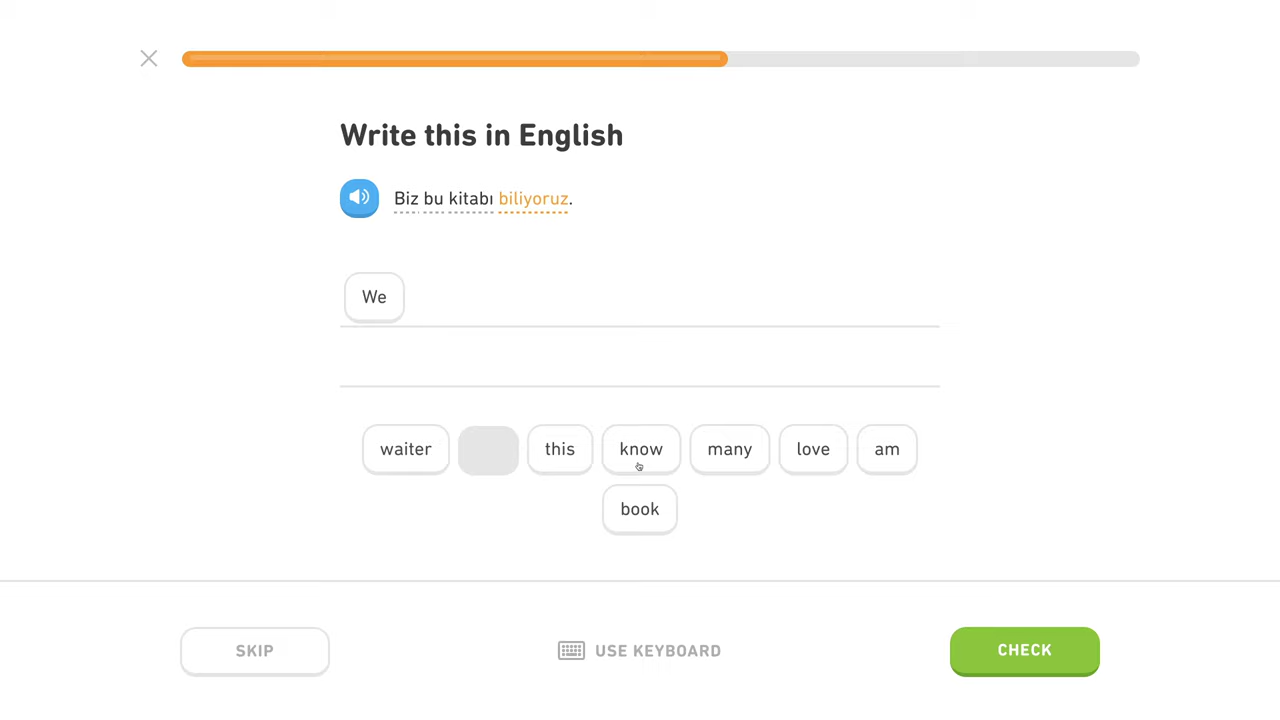 Write this in English
Biz bu kitabı biliyoruz.
We
waiter this know many love am
book
SKIP USE KEYBOARD CHECK